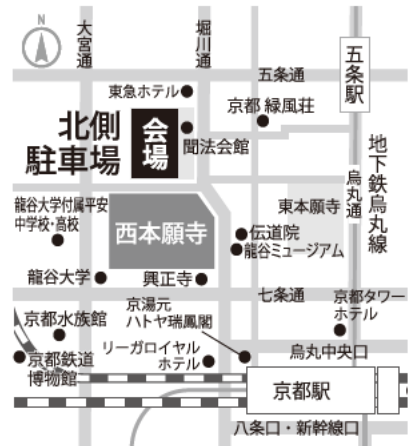 N
大宮通
堀川通
五条通
五条駅
東急ホテル
京都 緑風荘
北側
駐車場
会場
聞法会館
地下鉄烏丸線
烏丸通
龍谷大学付属平安
中学校・高校
西本願寺
東本願寺
伝道院
龍谷ミュージアム
龍谷大学
興正寺
七条通
京都タワー
ホテル
京湯元
ハトヤ瑞鳳閣
京都水族館
リーガロイヤル
ホテル
烏丸中央口
京都鉄道
博物館
京都駅
八条口・新幹線口